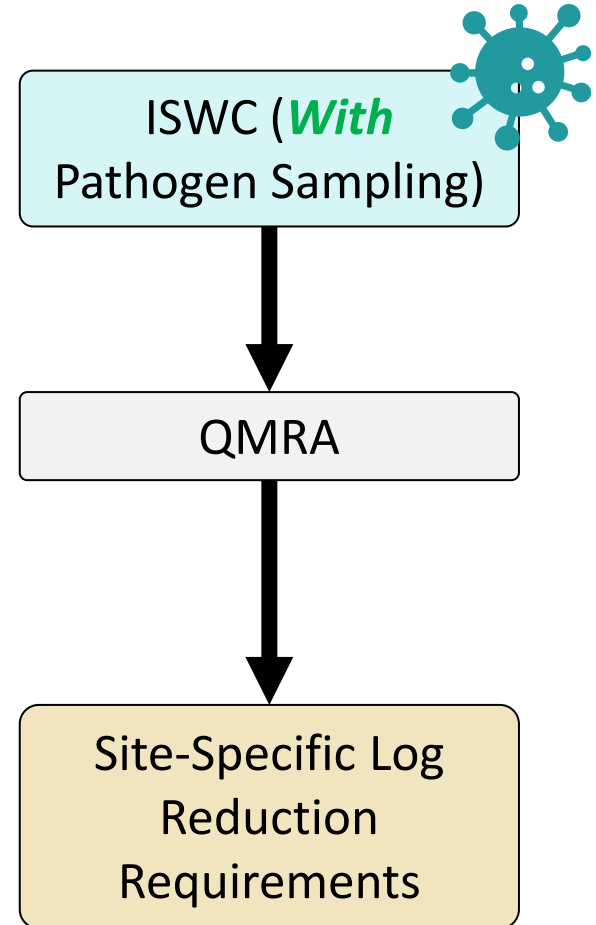 ISWC (With
Pathogen Sampling)
QMRA
Site-Specific Log
Reduction
Requirements